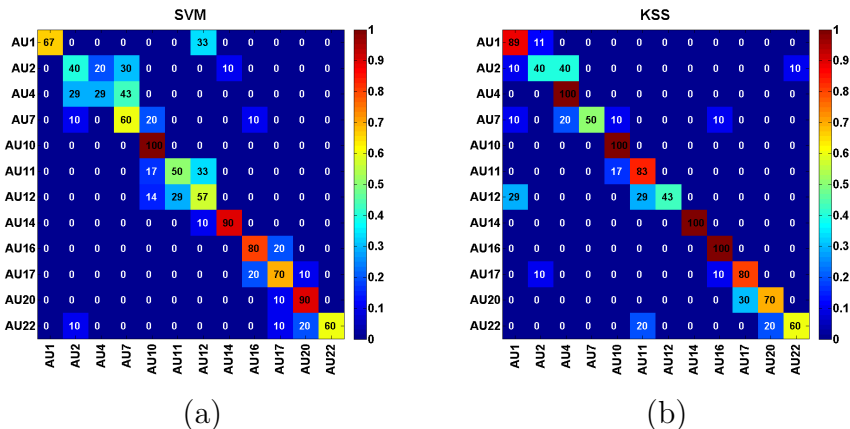 SVM
AU1 67 0 0 0 0 0 33 0 0 0 0 0
AU2 0 40 20 30 0 0 0 10 0 0 0 0
AU4 0 29 29 43 0 0 0 0 0 0 0 0
AU7 0 10 0 60 20 0 0 0 10 0 0 0
AU10 0 0 0 0 100 0 0 0 0 0 0 0
AU11 0 0 0 0 17 50 33 0 0 0 0 0
AU12 0 0 0 0 14 29 57 0 0 0 0 0
AU14 0 0 0 0 0 0 10 90 0 0 0 0
AU16 0 0 0 0 0 0 0 0 80 20 0 0
AU17 0 0 0 0 0 0 0 0 20 70 10 0
AU20 0 0 0 0 0 0 0 0 0 10 90 0
AU22 0 10 0 0 0 0 0 0 0 10 20 60
AU1 AU2 AU4 AU7 AU10 AU11 AU12 AU14 AU16 AU17 AU20 AU22
1
0.9
0.8
0.7
0.6
0.5
0.4
0.3
0.2
0.1
0
(a)
KSS
AU1 89 11 0 0 0 0 0 0 0 0 0 0
AU2 10 40 40 0 0 0 0 0 0 0 0 10
AU4 0 0 100 0 0 0 0 0 0 0 0 0
AU7 10 0 20 50 10 0 0 0 10 0 0 0
AU10 0 0 0 0 100 0 0 0 0 0 0 0
AU11 0 0 0 0 17 83 0 0 0 0 0 0
AU12 29 0 0 0 0 29 43 0 0 0 0 0
AU14 0 0 0 0 0 0 0 100 0 0 0 0
AU16 0 0 0 0 0 0 0 0 100 0 0 0
AU17 0 10 0 0 0 0 0 0 10 80 0 0
AU20 0 0 0 0 0 0 0 0 0 30 70 0
AU22 0 0 0 0 0 20 0 0 0 0 20 60
AU1 AU2 AU4 AU7 AU10 AU11 AU12 AU14 AU16 AU17 AU20 AU22
1
0.9
0.8
0.7
0.6
0.5
0.4
0.3
0.2
0.1
0
(b)